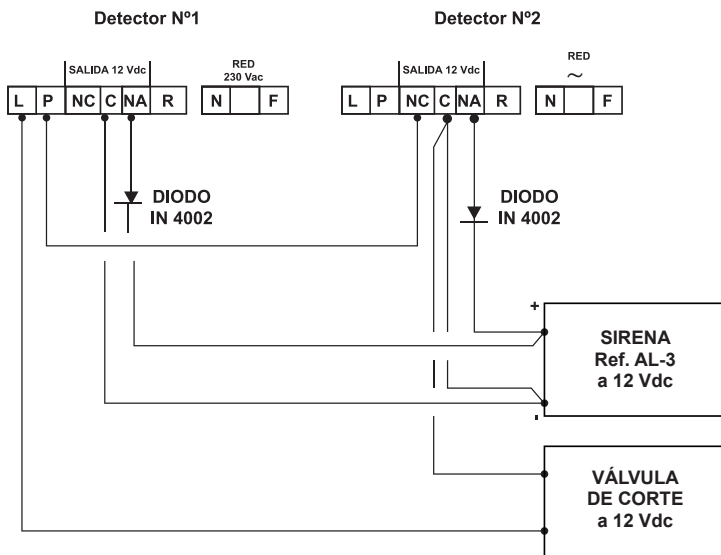 Detector Nº1
Detector Nº2
SALIDA 12 Vdc
RED
230 Vac
SALIDA 12 Vdc
RED
~
L P NC C NA R
N F
L P NC C NA R
N F
DIODO
IN 4002
DIODO
IN 4002
+
SIRENA
Ref. AL-3
a 12 Vdc
-
VÁLVULA
DE CORTE
a 12 Vdc